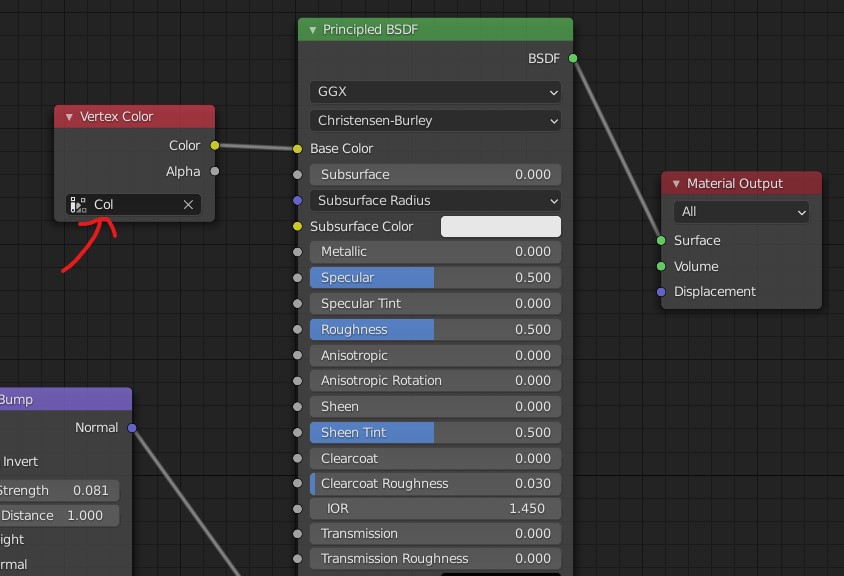 Vertex Color
Color
Alpha
Col
Principled BSDF
BSDF
GGX
Christensen-Burley
Base Color
Subsurface 0.000
Subsurface Radius
Subsurface Color
Metallic 0.000
Specular 0.500
Specular Tint 0.000
Roughness 0.500
Anisotropic 0.000
Anisotropic Rotation 0.000
Sheen 0.000
Sheen Tint 0.500
Clearcoat 0.000
Clearcoat Roughness 0.030
IOR 1.450
Transmission 0.000
Transmission Roughness 0.000
Material Output
All
Surface
Volume
Displacement
Bump
Normal
Invert
Strength 0.081
Distance 1.000
ight
rmal